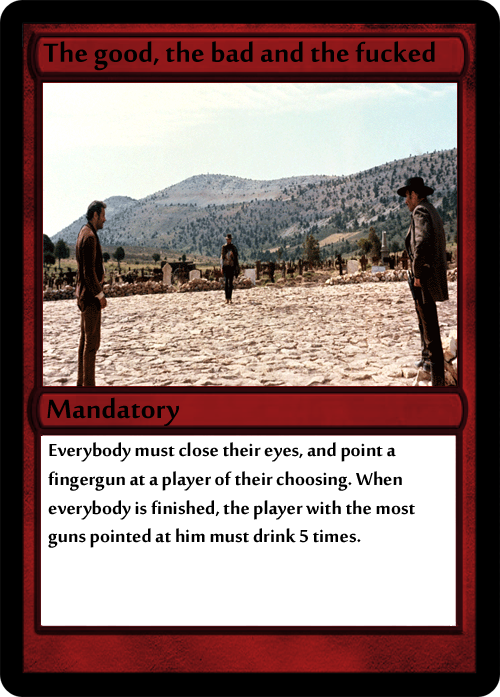 The good, the bad and the fucked
Mandatory
Everybody must close their eyes, and point a
fingergun at a player of their choosing. When
everybody is finished, the player with the most
guns pointed at him must drink 5 times.